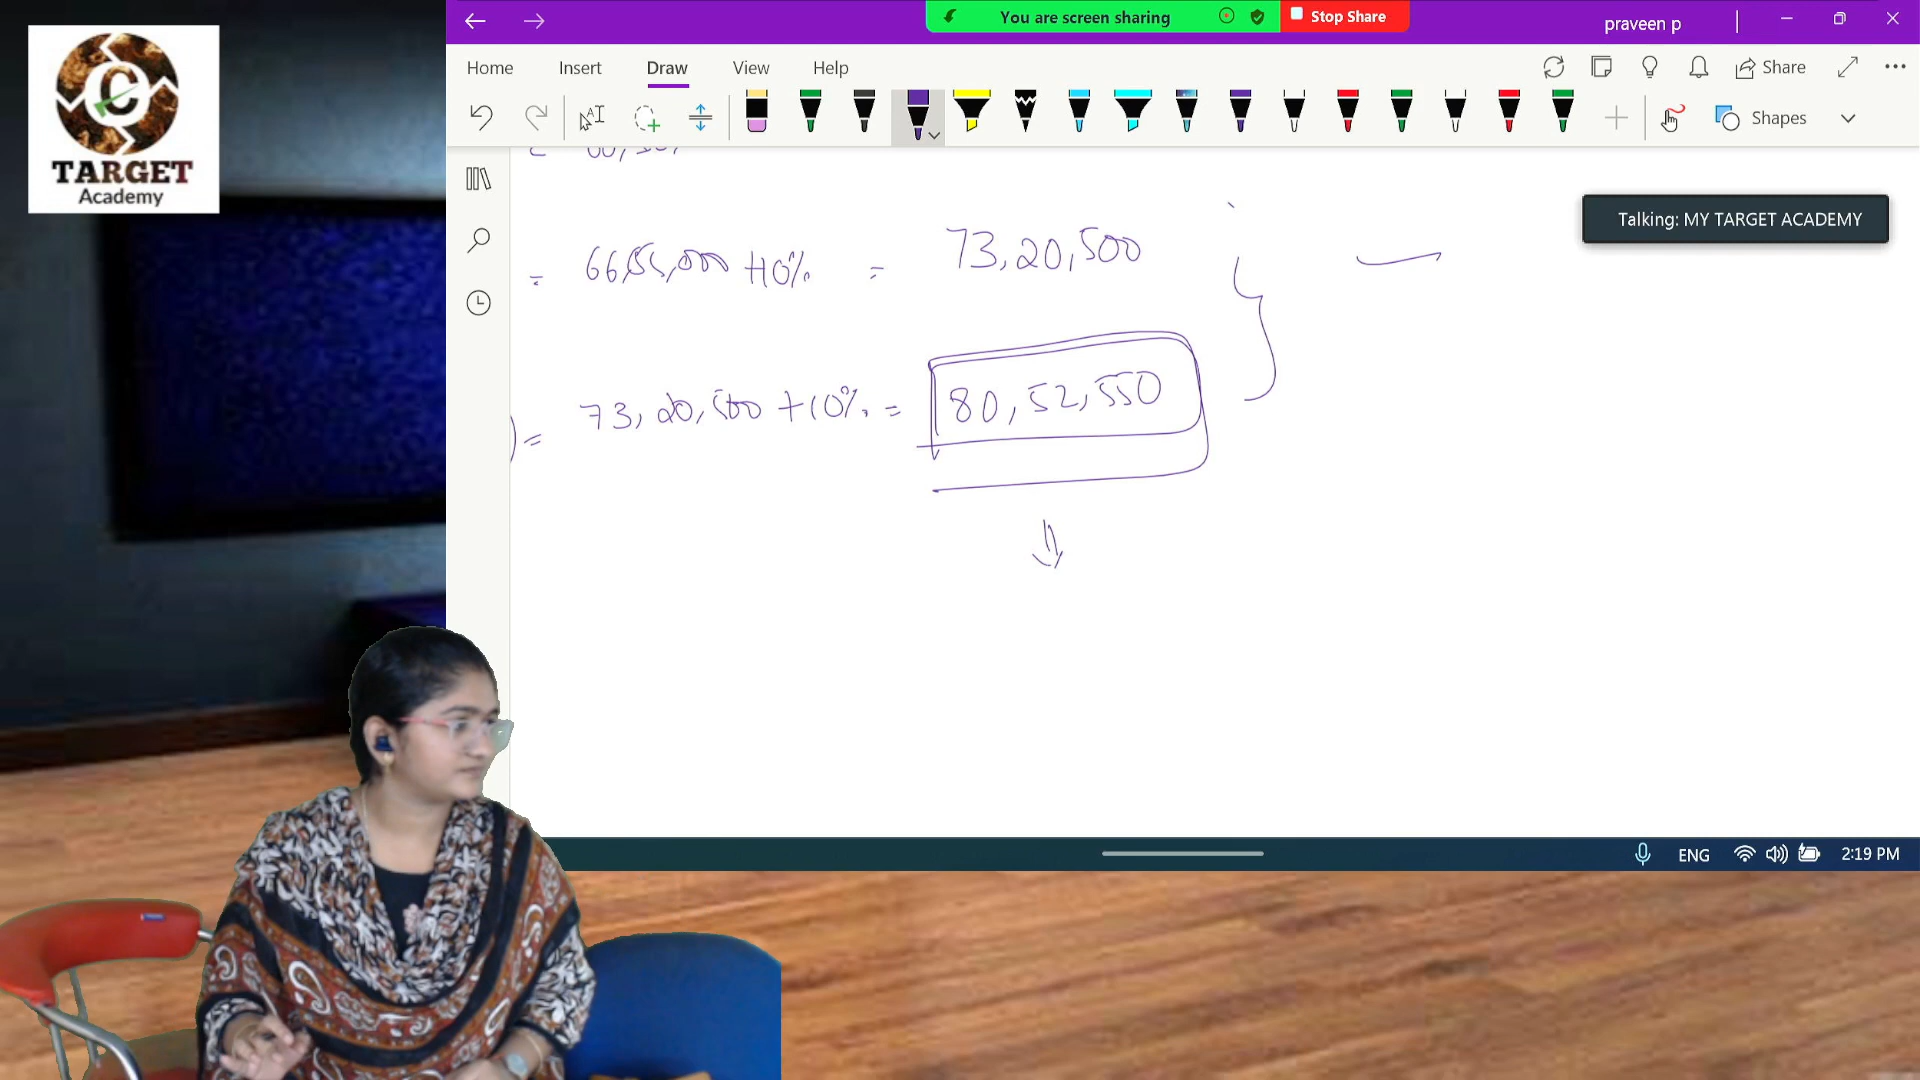 TARGET
Academy
You are screen sharing
Stop Share
praveen p
Home Insert Draw View Help
Share
Shapes
Talking: MY TARGET ACADEMY
= 66,55,000 +10% = 73,20,500
) = 73,20,500 +10% = 80,52,550
ENG 2:19 PM